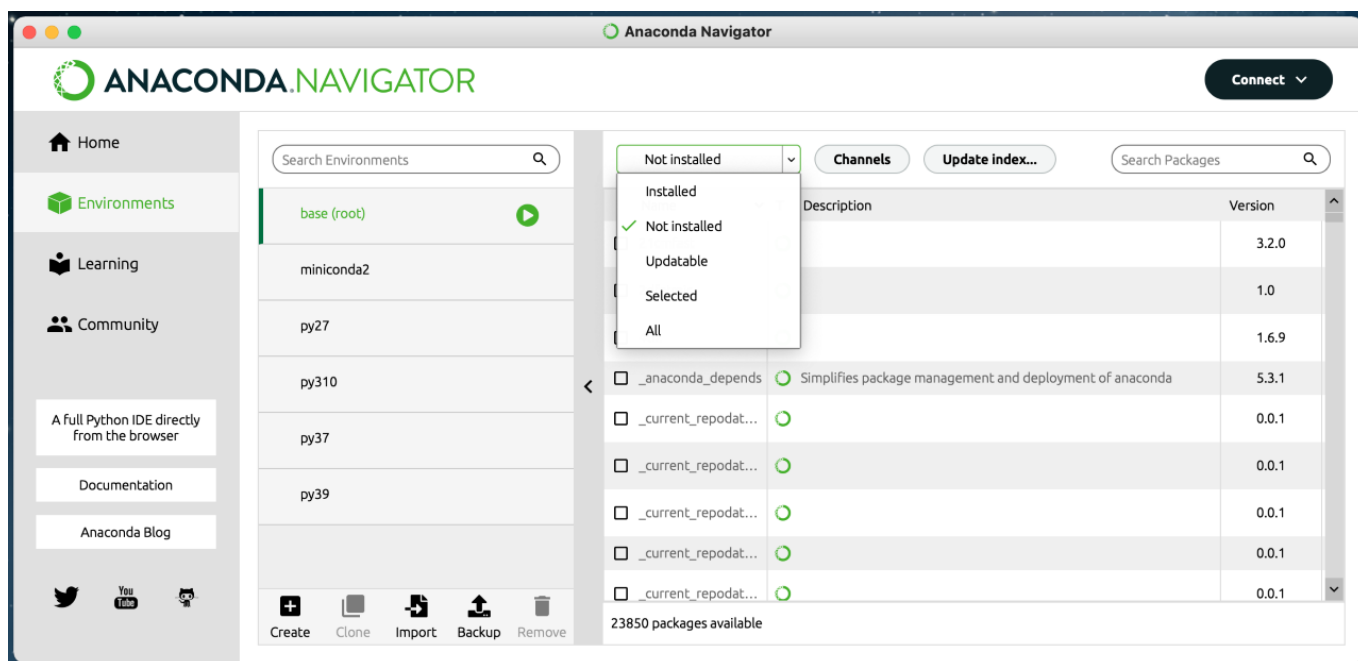 Anaconda Navigator
ANACONDA.NAVIGATOR
Connect
Home
Environments
Learning
Community
A full Python IDE directly
from the browser
Documentation
Anaconda Blog
You
Tube
Search Environments
base (root)
miniconda2
py27
py310
py37
py39
Create
Clone
Import
Backup
Remove
Not installed
Channels
Update index...
Search Packages
Installed
Not installed
Updatable
Selected
All
Description
Version
3.2.0
1.0
1.6.9
_anaconda_depends Simplifies package management and deployment of anaconda 5.3.1
_current_repodat... 0.0.1
_current_repodat... 0.0.1
_current_repodat... 0.0.1
_current_repodat... 0.0.1
_current_repodat... 0.0.1
23850 packages available